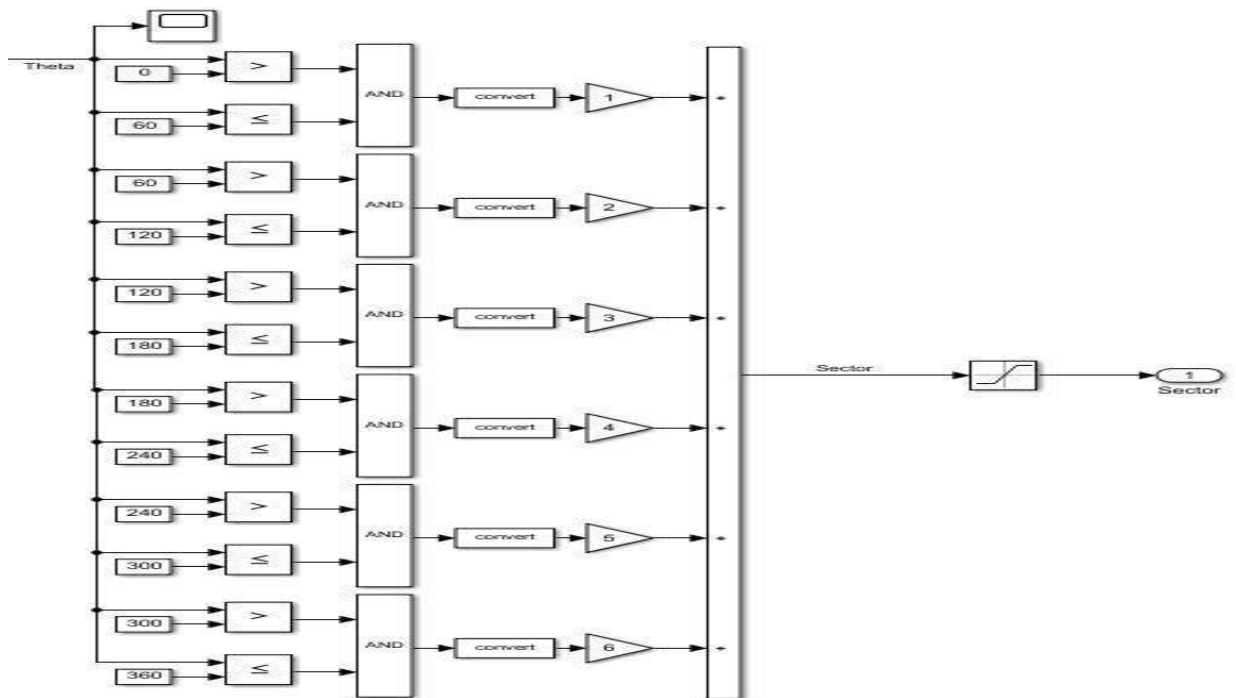 Theta
0
>
60
≤
AND
convert
1
+
60
>
120
≤
AND
convert
2
+
120
>
180
≤
AND
convert
3
+
180
>
240
≤
AND
convert
4
+
240
>
300
≤
AND
convert
5
+
300
>
360
≤
AND
convert
6
+
Sector
1
Sector